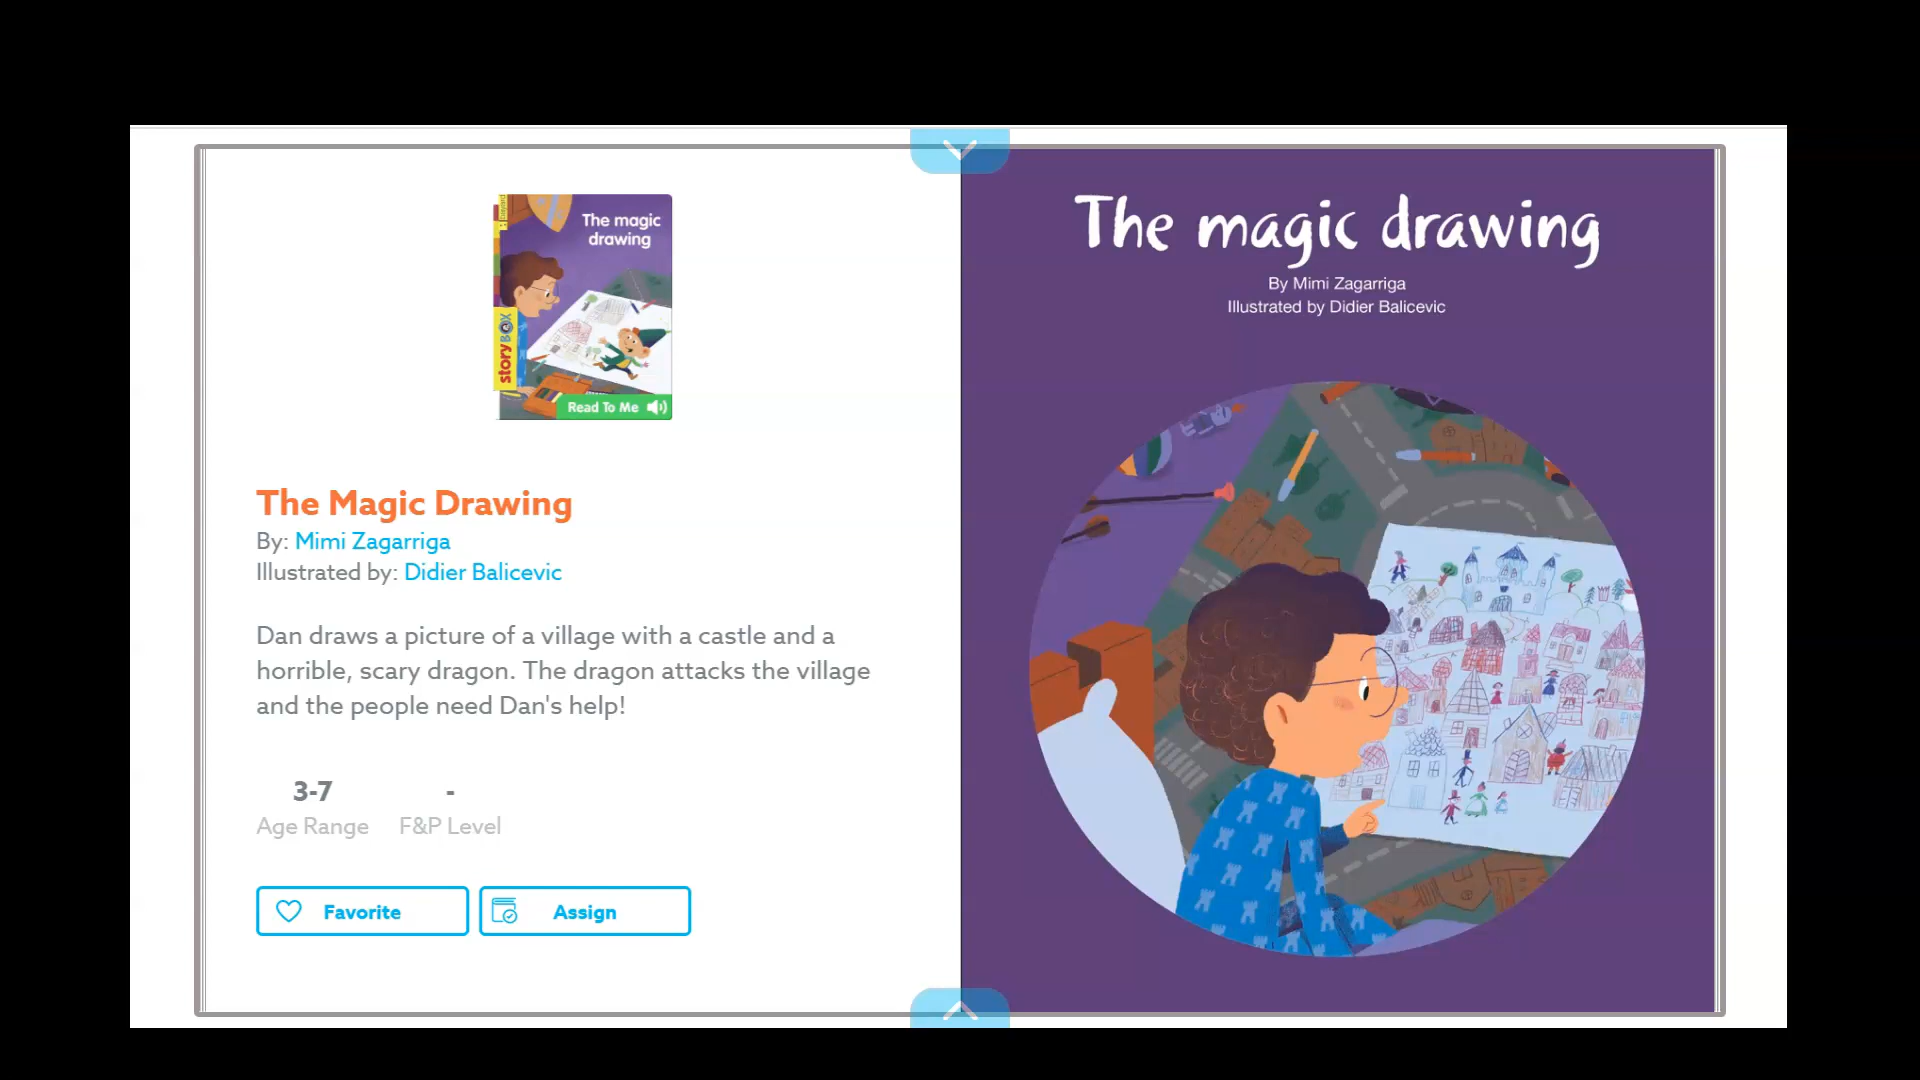 The magic
drawing
story BOX
Read To Me
The Magic Drawing
By: Mimi Zagarriga
Illustrated by: Didier Balicevic
Dan draws a picture of a village with a castle and a
horrible, scary dragon. The dragon attacks the village
and the people need Dan's help!
3-7
-
Age Range
F&P Level
Favorite
Assign
The magic drawing
By Mimi Zagarriga
Illustrated by Didier Balicevic